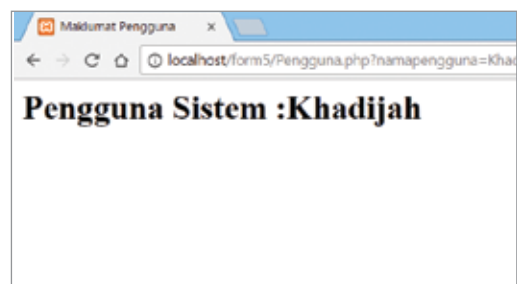 Maklumat Pengguna
localhost/form5/Pengguna.php?namapengguna=Khad
Pengguna Sistem :Khadijah